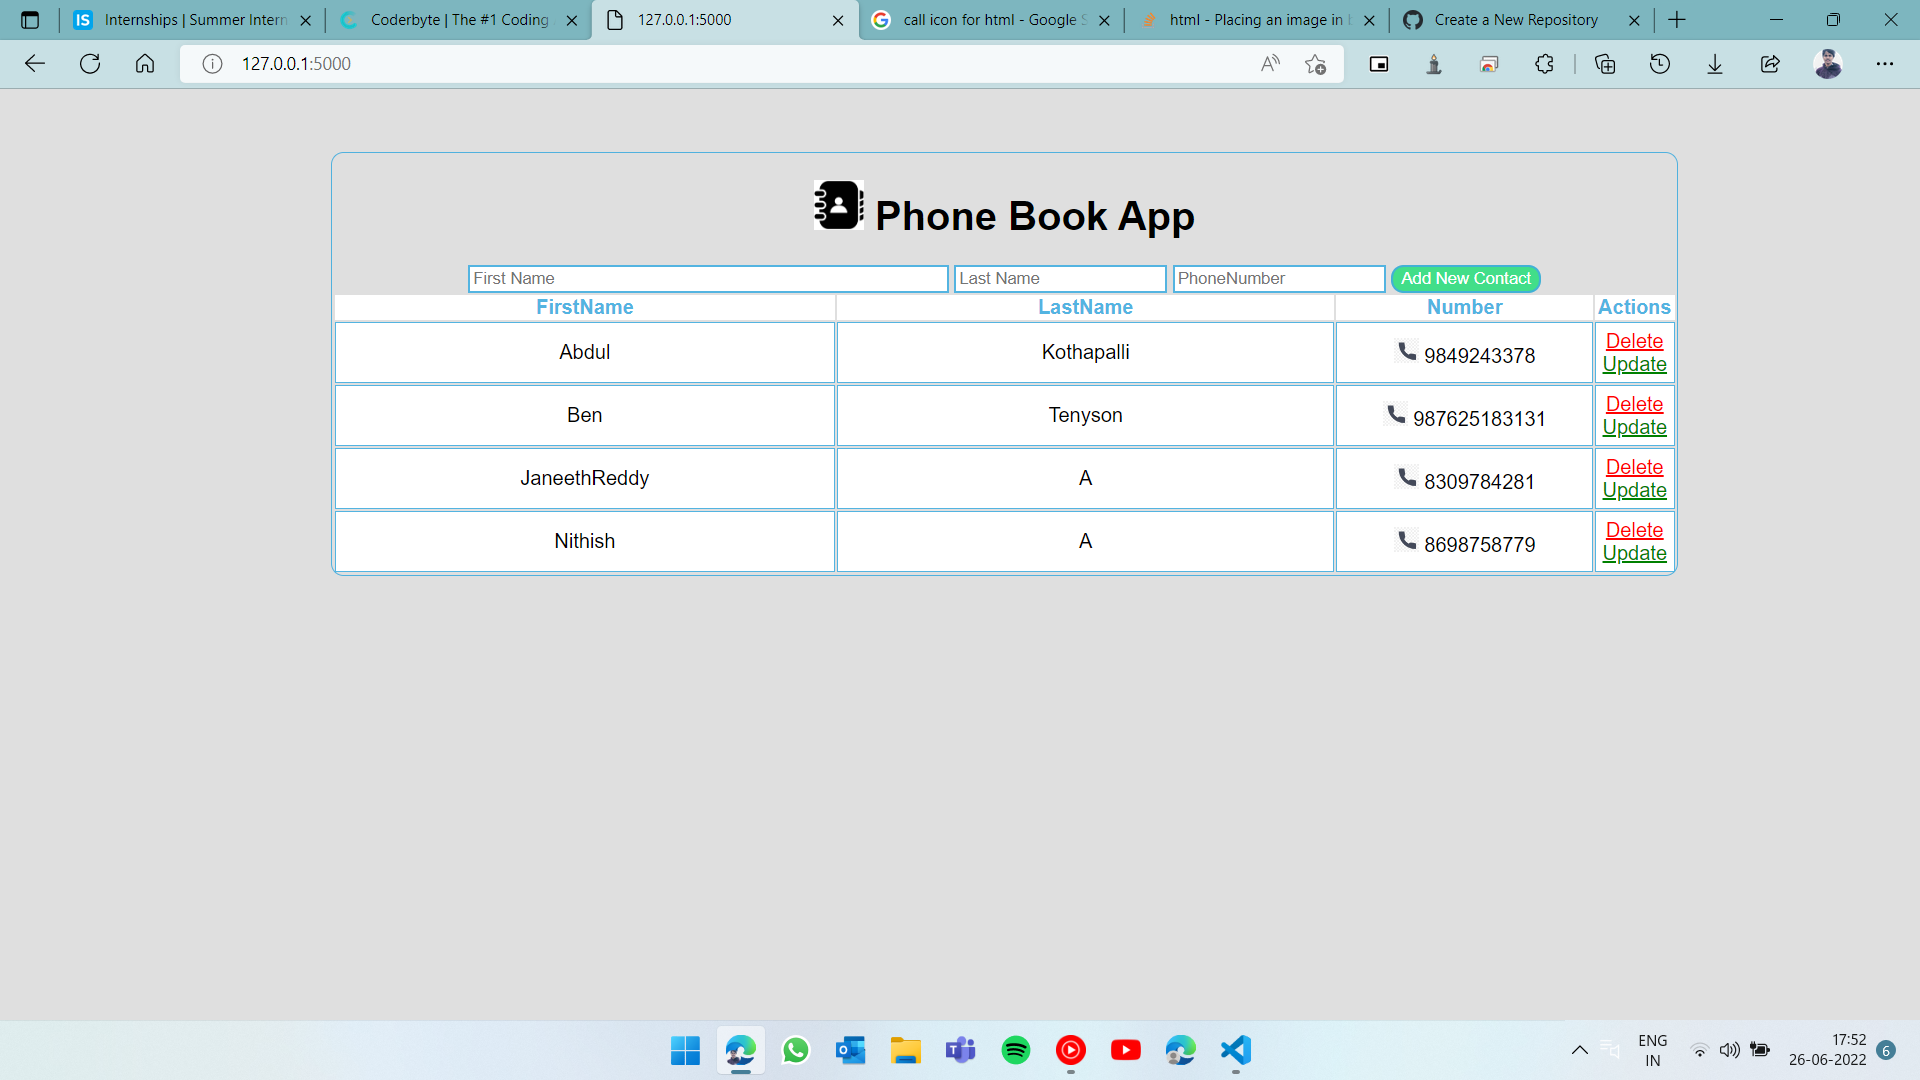 IS Internships | Summer Intern
Coderbyte | The #1 Coding
127.0.0.1:5000
call icon for html - Google S
html - Placing an image in
Create a New Repository
127.0.0.1:5000
Phone Book App
First Name Last Name PhoneNumber Add New Contact
FirstName LastName Number Actions
Abdul Kothapalli 9849243378 Delete
Update
Ben Tenyson 987625183131 Delete
Update
JaneethReddy A 8309784281 Delete
Update
Nithish A 8698758779 Delete
Update
ENG
IN
17:52
26-06-2022
6